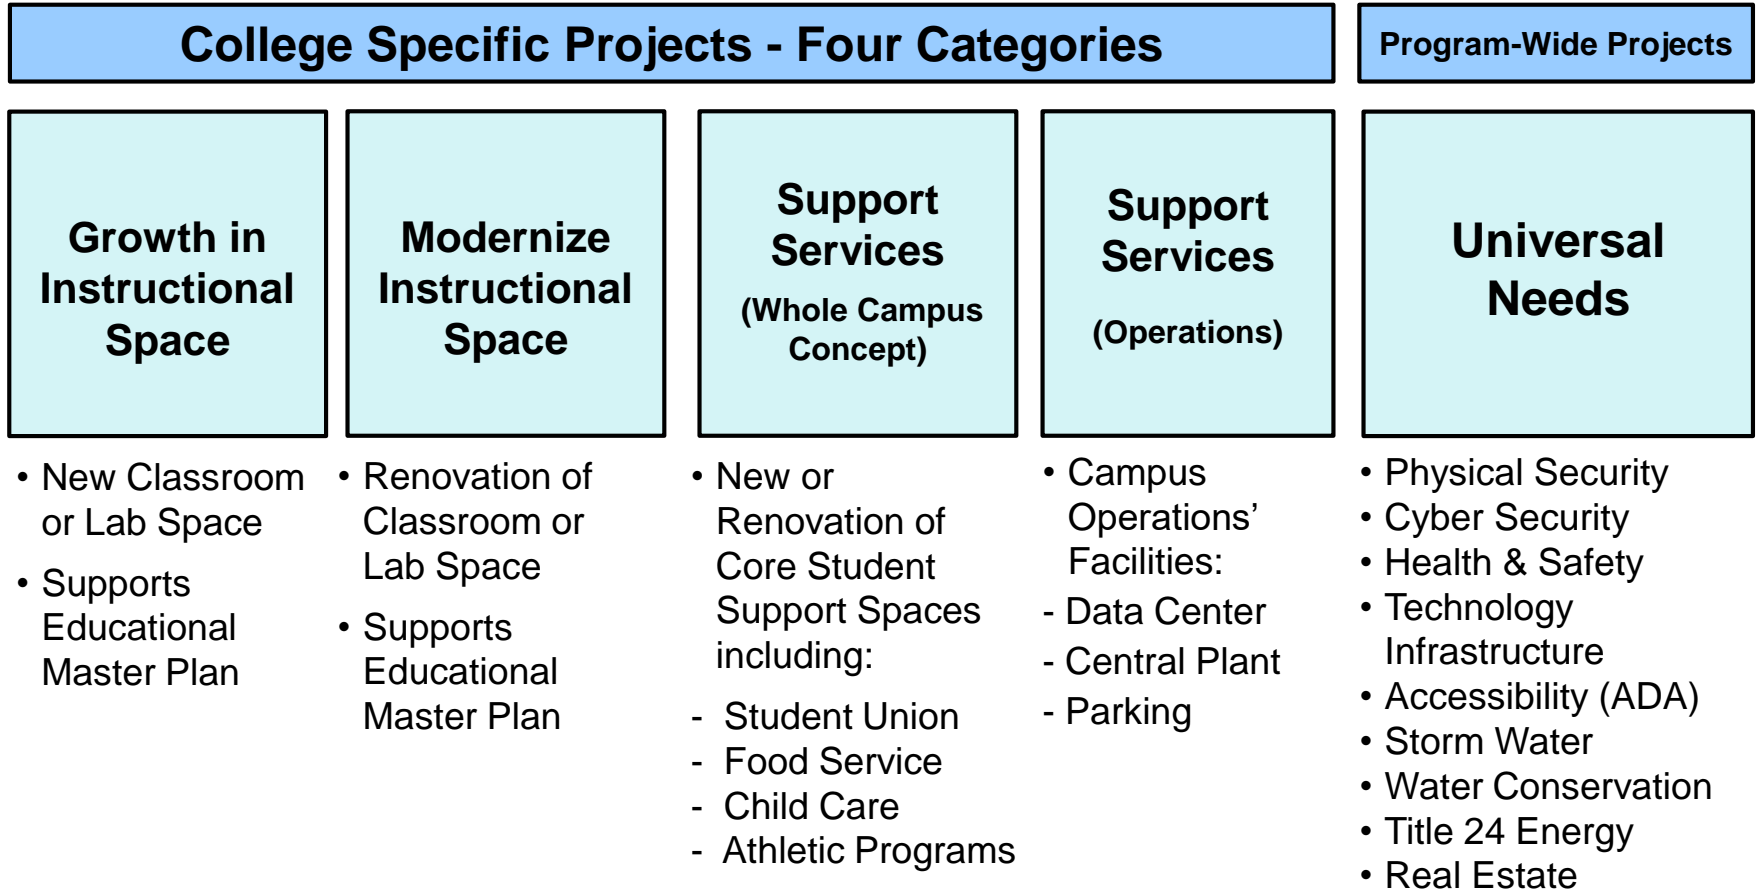 College Specific Projects - Four Categories
Program-Wide Projects
Growth in
Instructional
Space
Modernize
Instructional
Space
Support
Services
(Whole Campus
Concept)
Support
Services
(Operations)
Universal
Needs
• New Classroom
or Lab Space
• Supports
Educational
Master Plan
• Renovation of
Classroom or
Lab Space
• Supports
Educational
Master Plan
• New or
Renovation of
Core Student
Support Spaces
including:
- Student Union
- Food Service
- Child Care
- Athletic Programs
• Campus
Operations’
Facilities:
- Data Center
- Central Plant
- Parking
• Physical Security
• Cyber Security
• Health & Safety
• Technology
Infrastructure
• Accessibility (ADA)
• Storm Water
• Water Conservation
• Title 24 Energy
• Real Estate